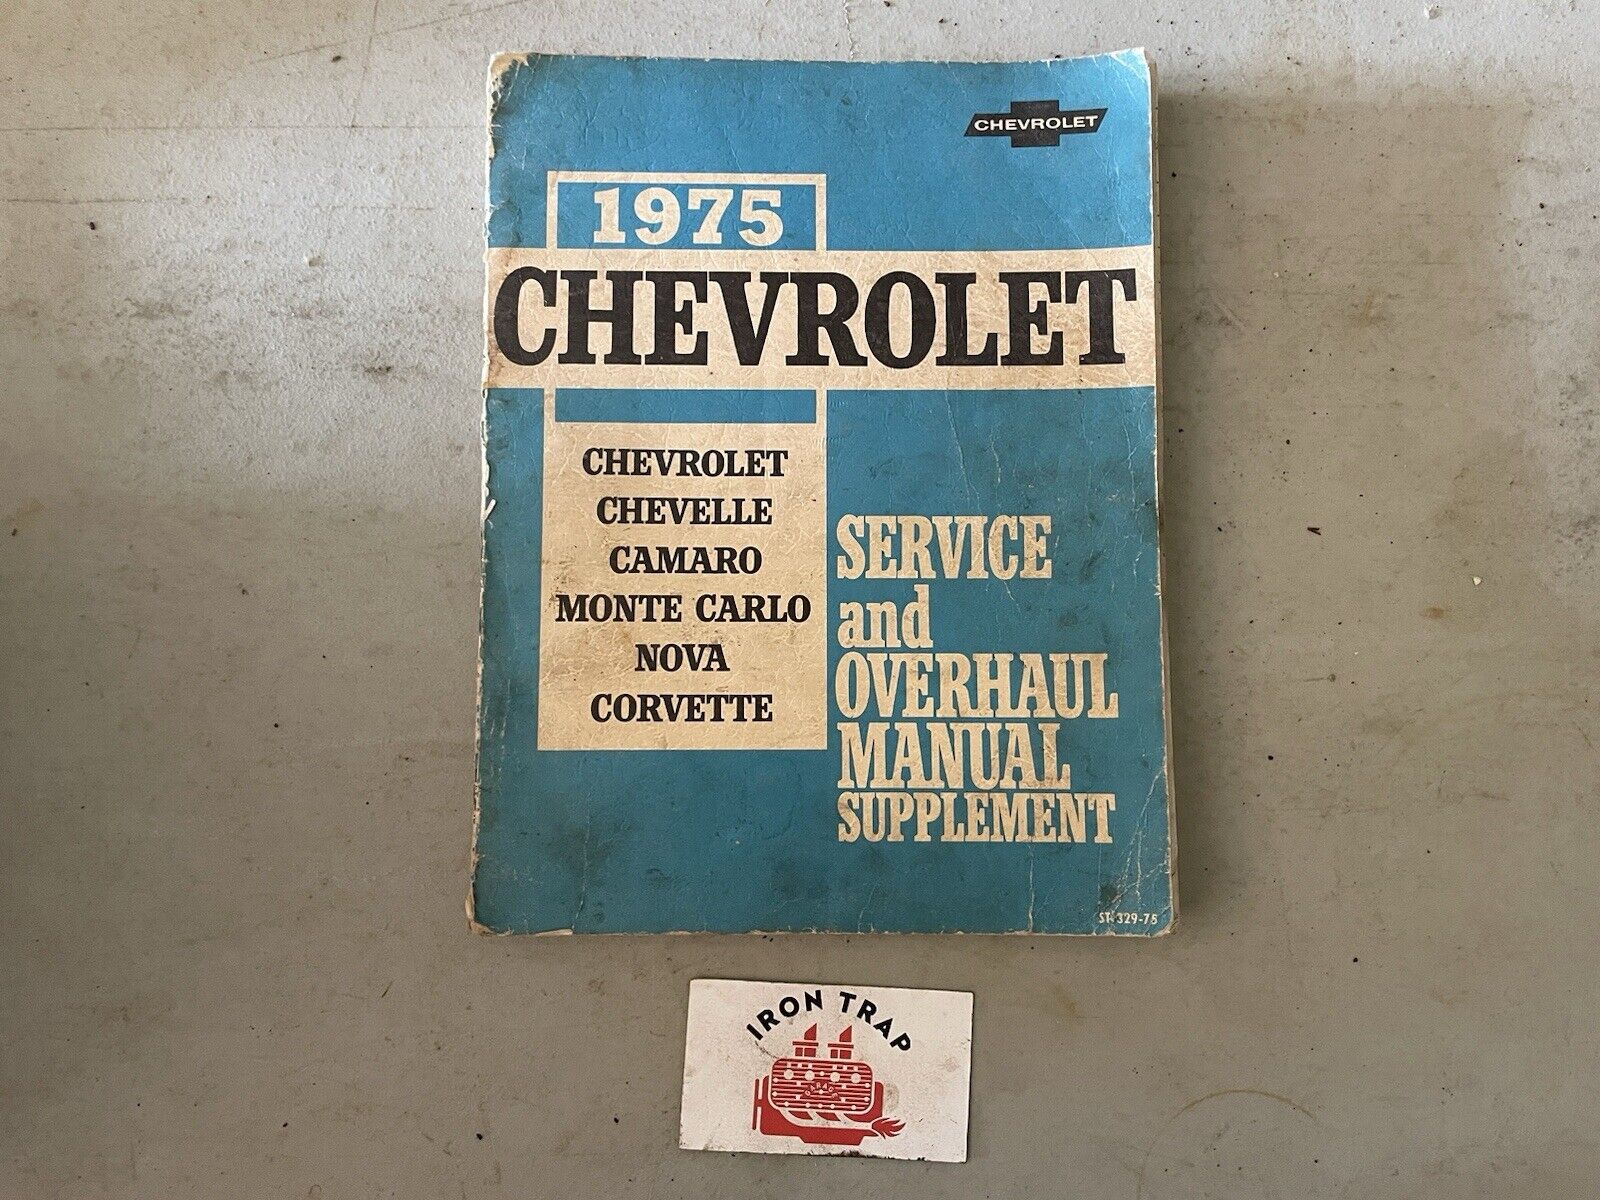 CHEVROLET
1975
CHEVROLET
CHEVROLET
CHEVELLE
CAMARO
MONTE CARLO
NOVA
CORVETTE
SERVICE
and
OVERHAUL
MANUAL
SUPPLEMENT
ST-329-75
IRON TRAP
GARAGE